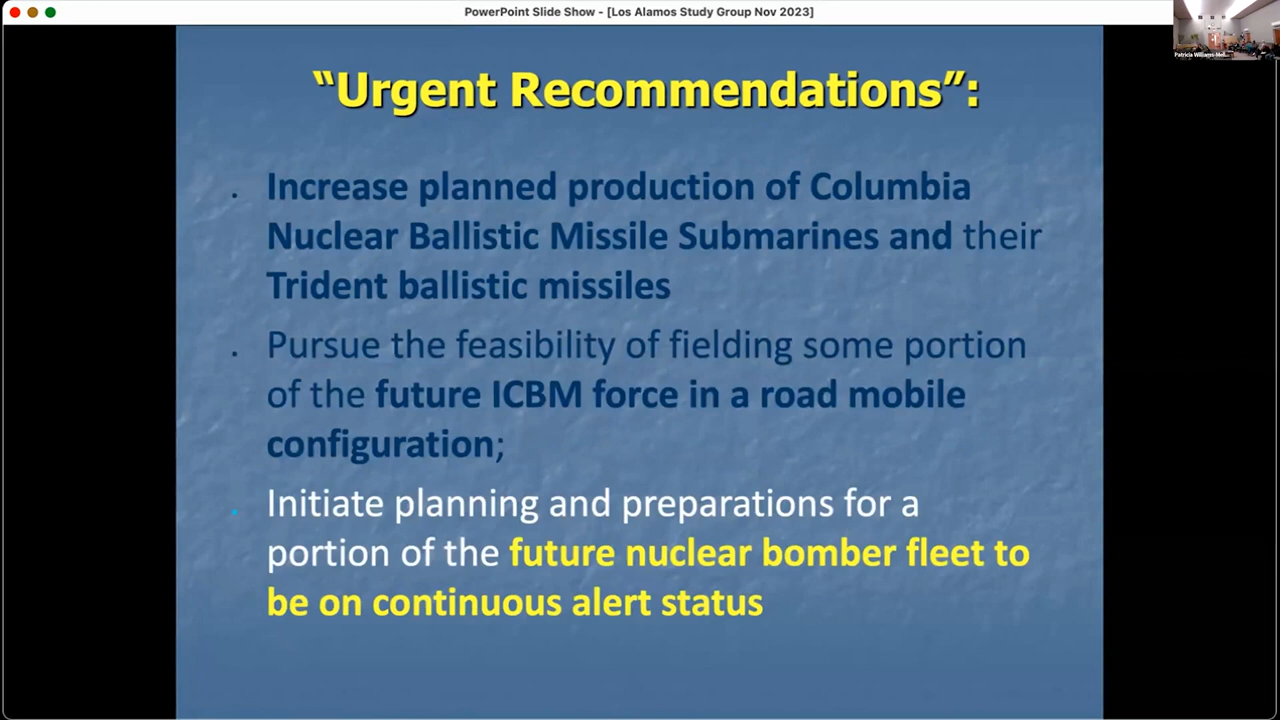 PowerPoint Slide Show - [Los Alamos Study Group Nov 2023]
“Urgent Recommendations”:
. Increase planned production of Columbia
Nuclear Ballistic Missile Submarines and their
Trident ballistic missiles
. Pursue the feasibility of fielding some portion
of the future ICBM force in a road mobile
configuration;
. Initiate planning and preparations for a
portion of the future nuclear bomber fleet to
be on continuous alert status
Patricia Williams